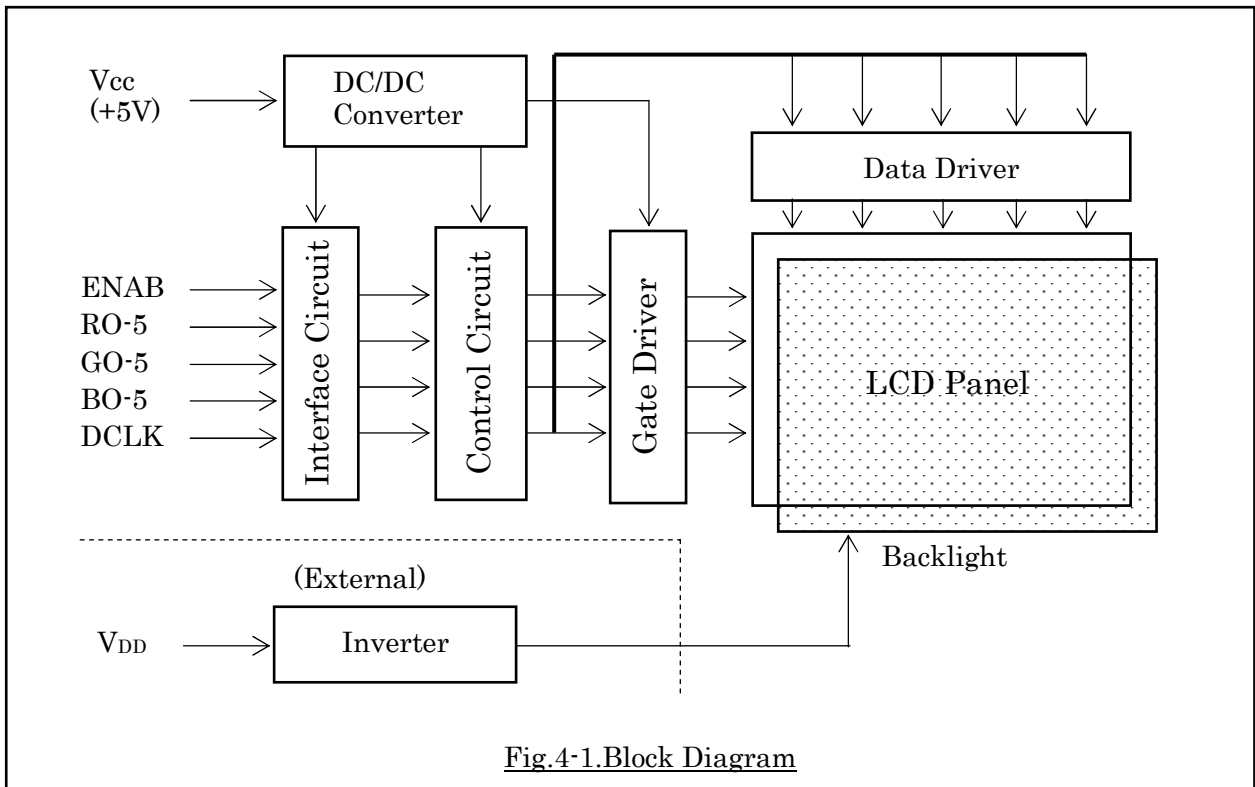 Vcc
(+5V)
DC/DC
Converter
Data Driver
ENAB
RO-5
GO-5
BO-5
DCLK
Interface Circuit
Control Circuit
Gate Driver
LCD Panel
Backlight
(External)
VDD
Inverter
Fig.4-1.Block Diagram